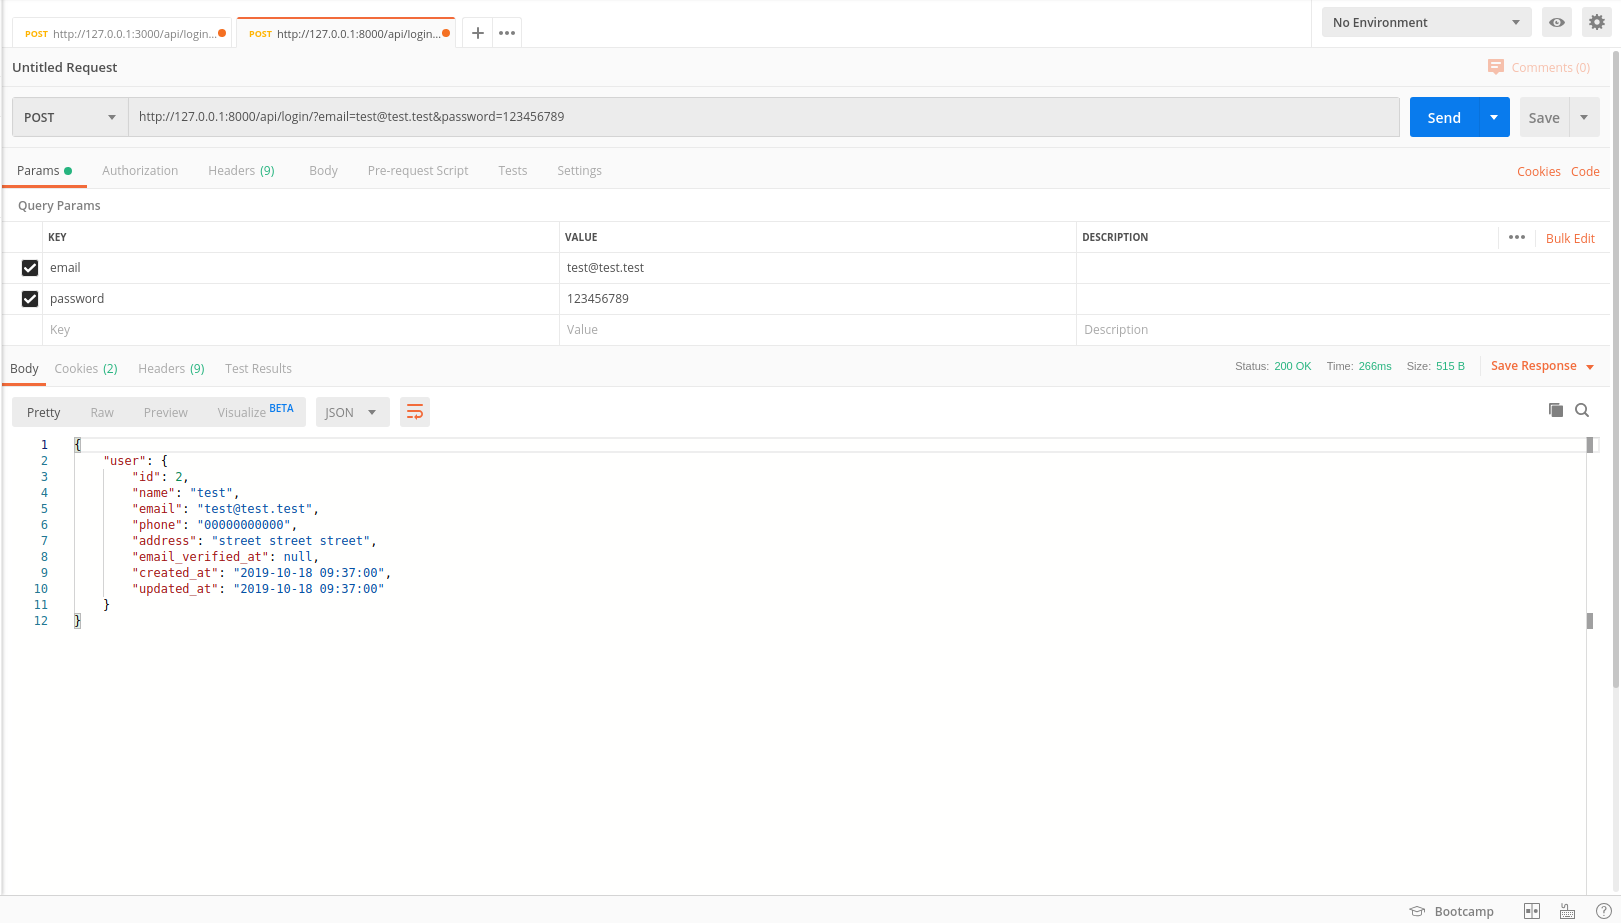 POST http://127.0.0.1:3000/api/login... POST http://127.0.0.1:8000/api/login... No Environment
Untitled Request Comments (0)
POST http://127.0.0.1:8000/api/login/?email=test@test.test&password=123456789 Send Save
Params Authorization Headers (9) Body Pre-request Script Tests Settings Cookies Code
Query Params
KEY VALUE DESCRIPTION Bulk Edit
email test@test.test
password 123456789
Key Value Description
Body Cookies (2) Headers (9) Test Results Status: 200 OK Time: 266ms Size: 515 B Save Response
Pretty Raw Preview Visualize BETA JSON
1 {
2 "user": {
3 "id": 2,
4 "name": "test",
5 "email": "test@test.test",
6 "phone": "00000000000",
7 "address": "street street street",
8 "email_verified_at": null,
9 "created_at": "2019-10-18 09:37:00",
10 "updated_at": "2019-10-18 09:37:00"
11 }
12 }
Bootcamp